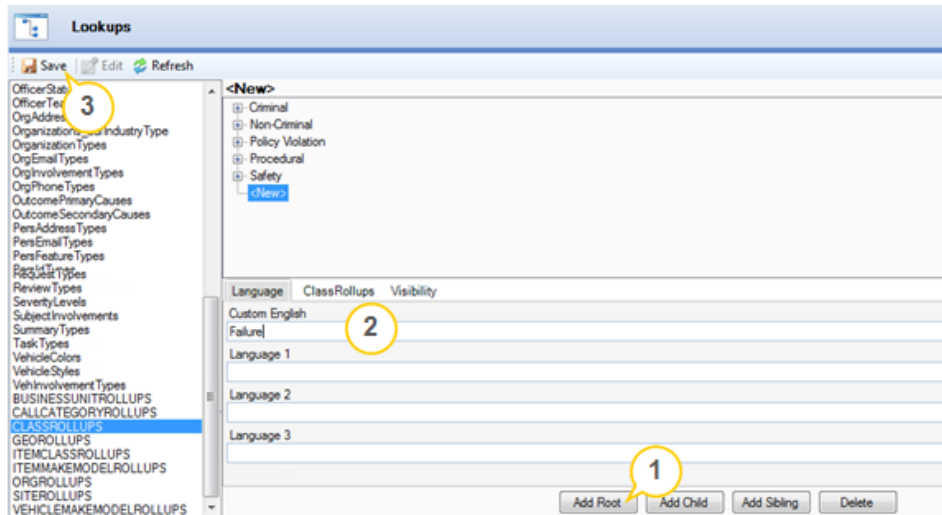 Lookups
Save
Edit
Refresh
3
OfficerStat
OfficerTea
OrgAddres
IndustryType
OrganizationTypes
OrgEmailTypes
OrgInvolvementTypes
OrgPhoneTypes
OutcomePrimaryCauses
OutcomeSecondaryCauses
PersAddressTypes
PersEmailTypes
PersFeatureTypes
RequestTypes
ReviewTypes
SeverityLevels
SubjectInvolvements
SummaryTypes
TaskTypes
VehicleColors
VehicleStyles
VehInvolvementTypes
BUSINESSUNITROLLUPS
CALLCATEGORYROLLUPS
CLASSROLLUPS
GEOROLLUPS
ITEMCLASSROLLUPS
ITEMMAKEMODELROLLUPS
ORGROLLUPS
SITEROLLUPS
VEHICLEMAKEMODELROLLUPS
<New>
Criminal
Non-Criminal
Policy Violation
Procedural
Safety
<New>
Language ClassRollups Visibility
Custom English
2
Failure
Language 1
Language 2
Language 3
1
Add Root Add Child Add Sibling Delete